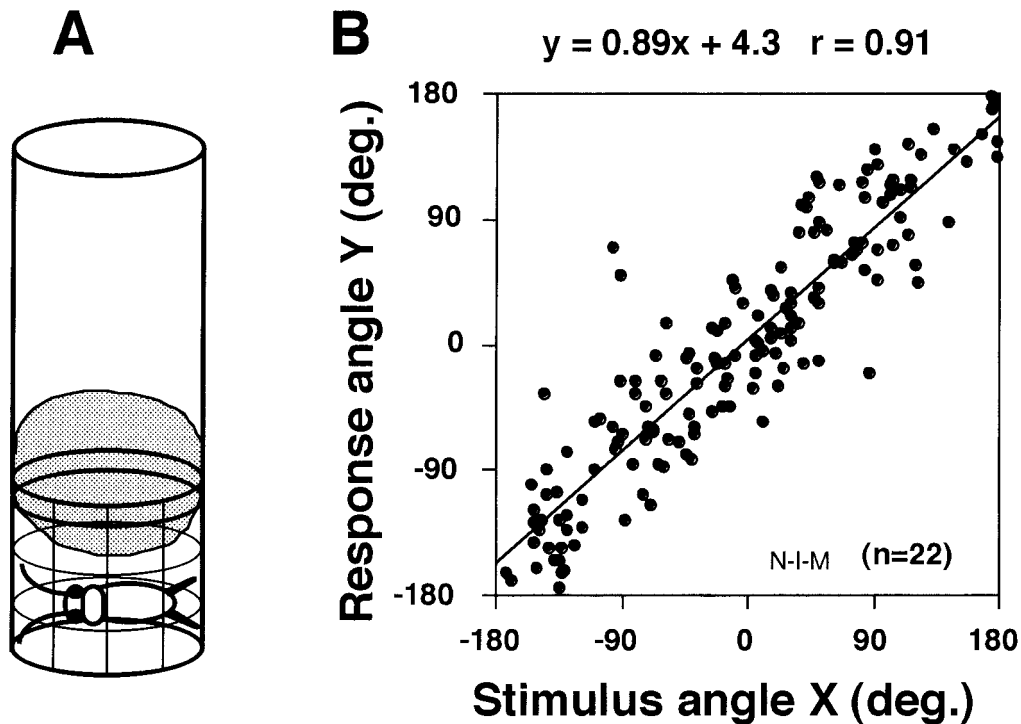 A
B
y = 0.89x + 4.3 r = 0.91
Response angle Y (deg.)
180
90
0
-90
-180
N-I-M (n=22)
-180 -90 0 90 180
Stimulus angle X (deg.)